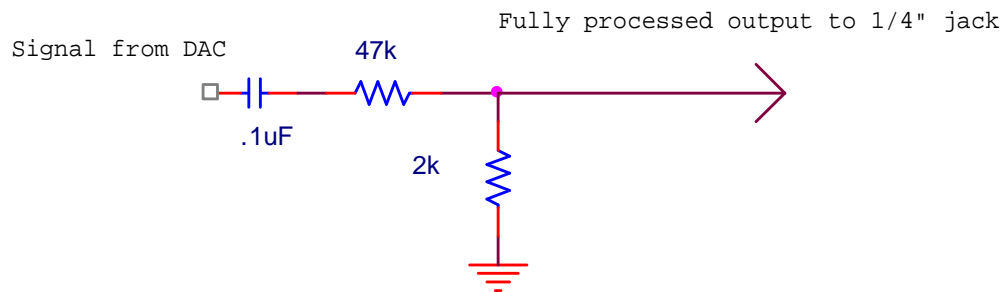 Fully processed output to 1/4" jack
Signal from DAC
47k
.1uF
2k